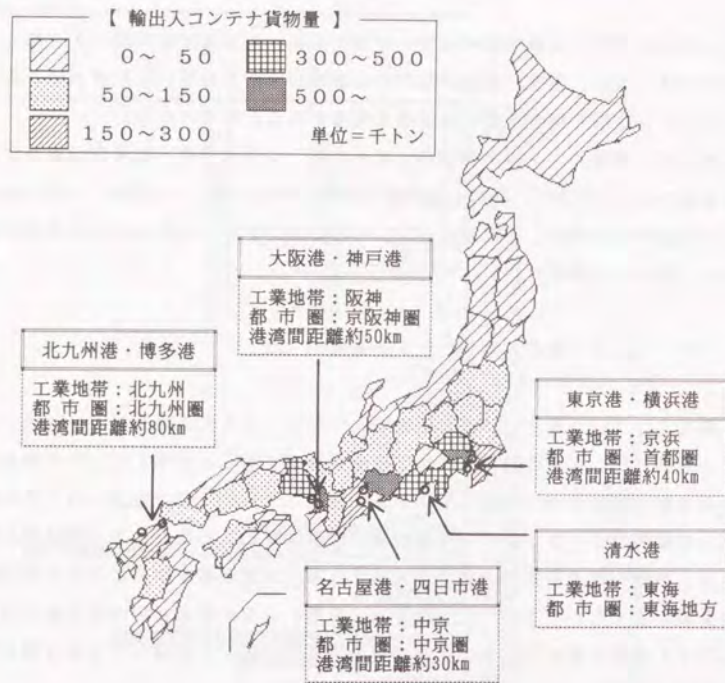 【 輸出入コンテナ貨物量 】
0～ 50
300～500
50～150
500～
150～300
単位＝千トン
大阪港・神戸港
工業地帯：阪神
都 市 圏：京阪神圏
港湾間距離約50km
北九州港・博多港
工業地帯：北九州
都 市 圏：北九州圏
港湾間距離約80km
東京港・横浜港
工業地帯：京浜
都 市 圏：首都圏
港湾間距離約40km
清水港
工業地帯：東海
都 市 圏：東海地方
名古屋港・四日市港
工業地帯：中京
都 市 圏：中京圏
港湾間距離約30km